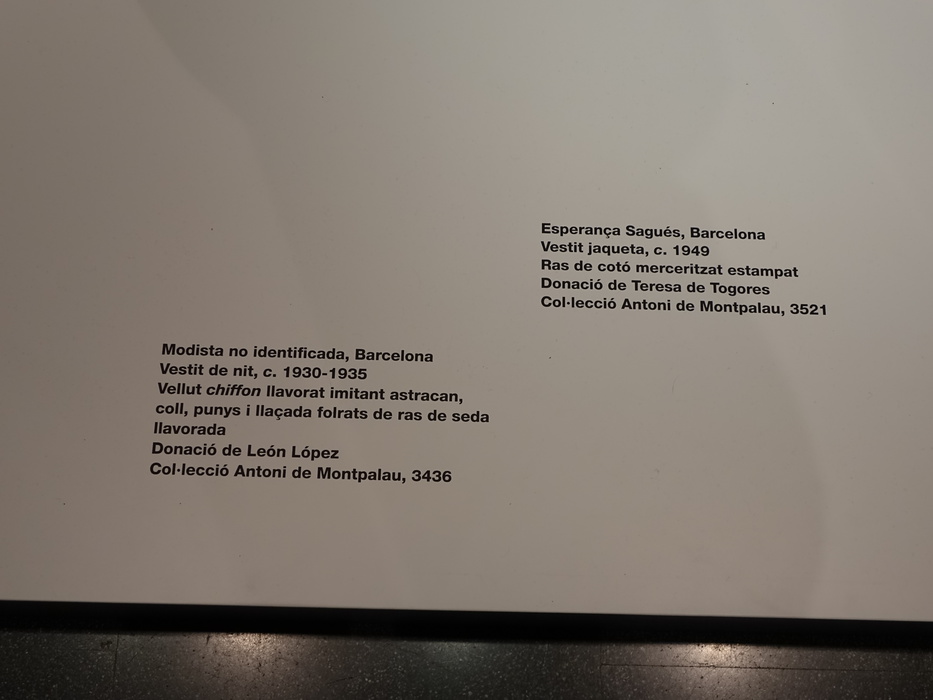 Esperança Sagués, Barcelona
Vestit jaqueta, c. 1949
Ras de cotó merceritzat estampat
Donació de Teresa de Togores
Col·lecció Antoni de Montpalau, 3521
Modista no identificada, Barcelona
Vestit de nit, c. 1930-1935
Vellut chiffon llavorat imitant astracan,
coll, punys i llaçada folrats de ras de seda
llavorada
Donació de León López
Col·lecció Antoni de Montpalau, 3436